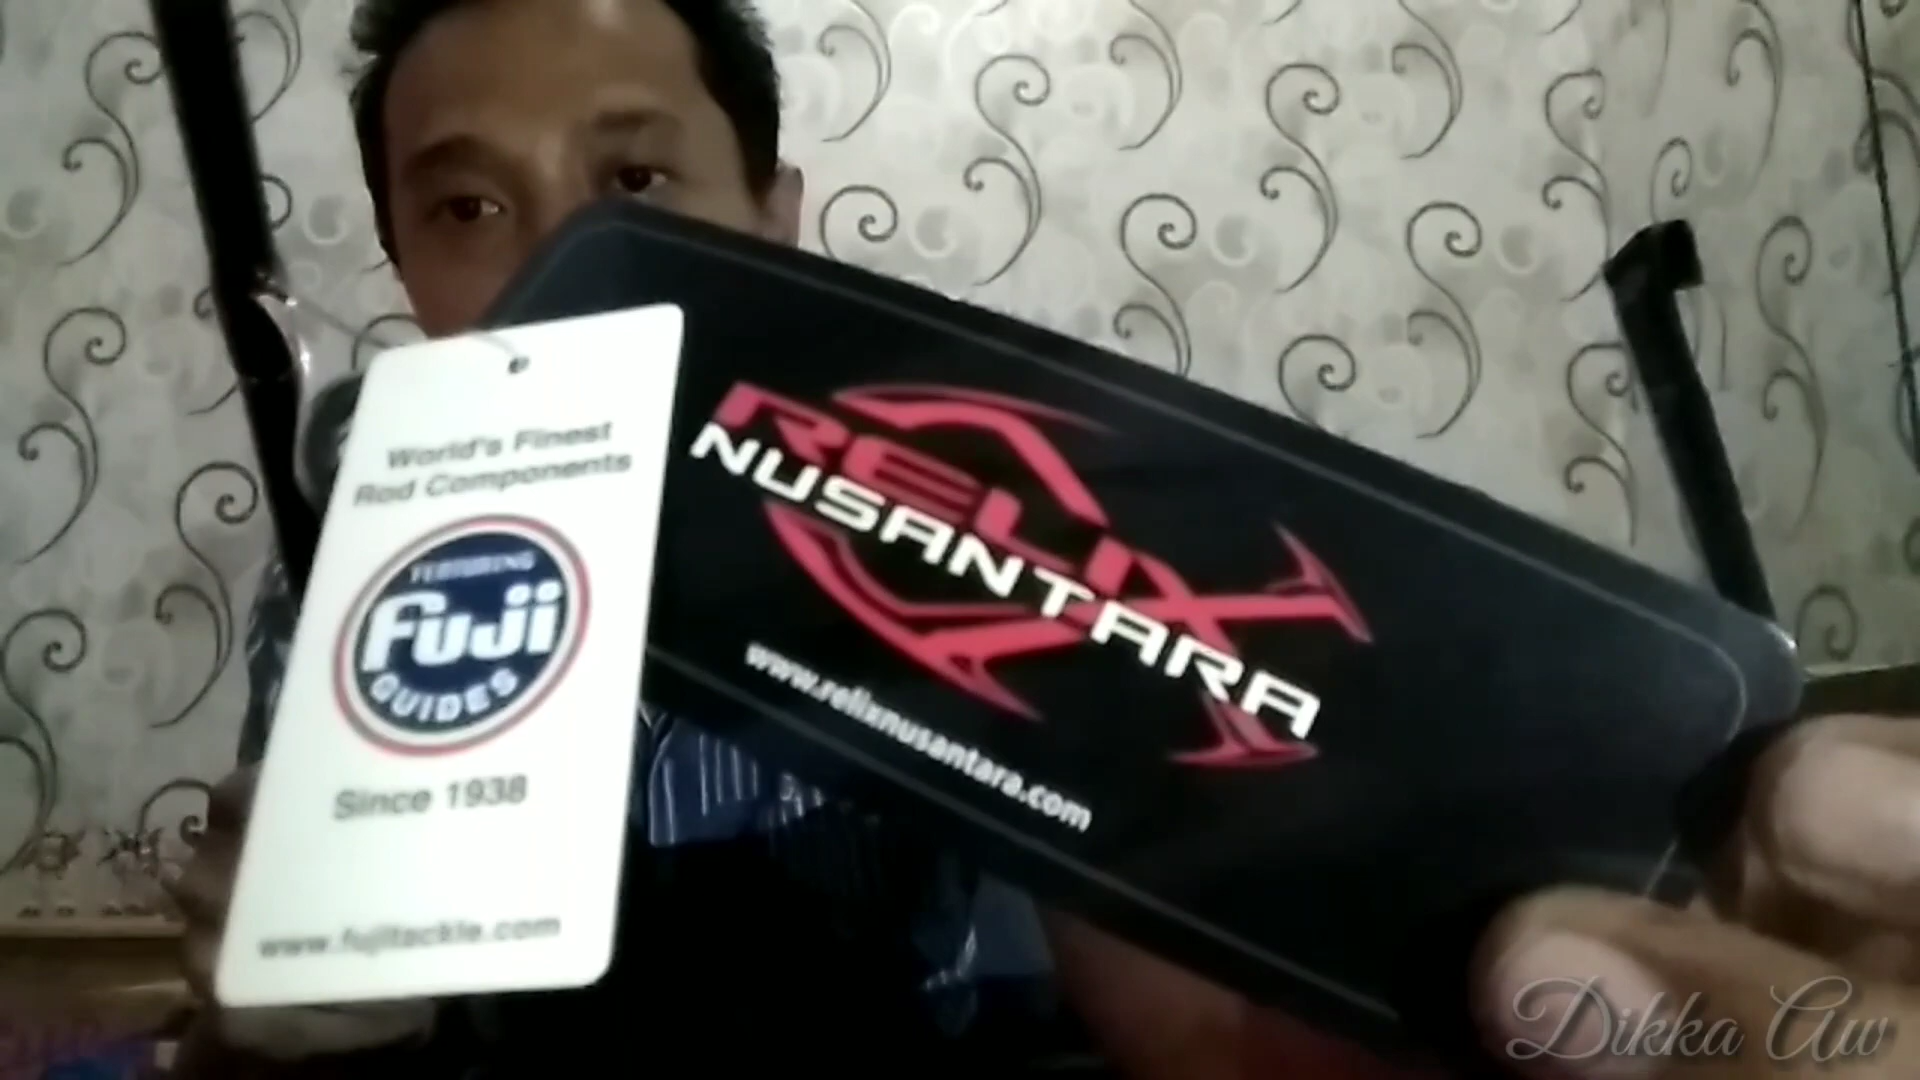 World's Finest
Rod Components
FEATURING
Fuji
GUIDES
Since 1938
www.fujitackle.com
RELIX
NUSANTARA
www.relixnusantara.com
Dikka Aw